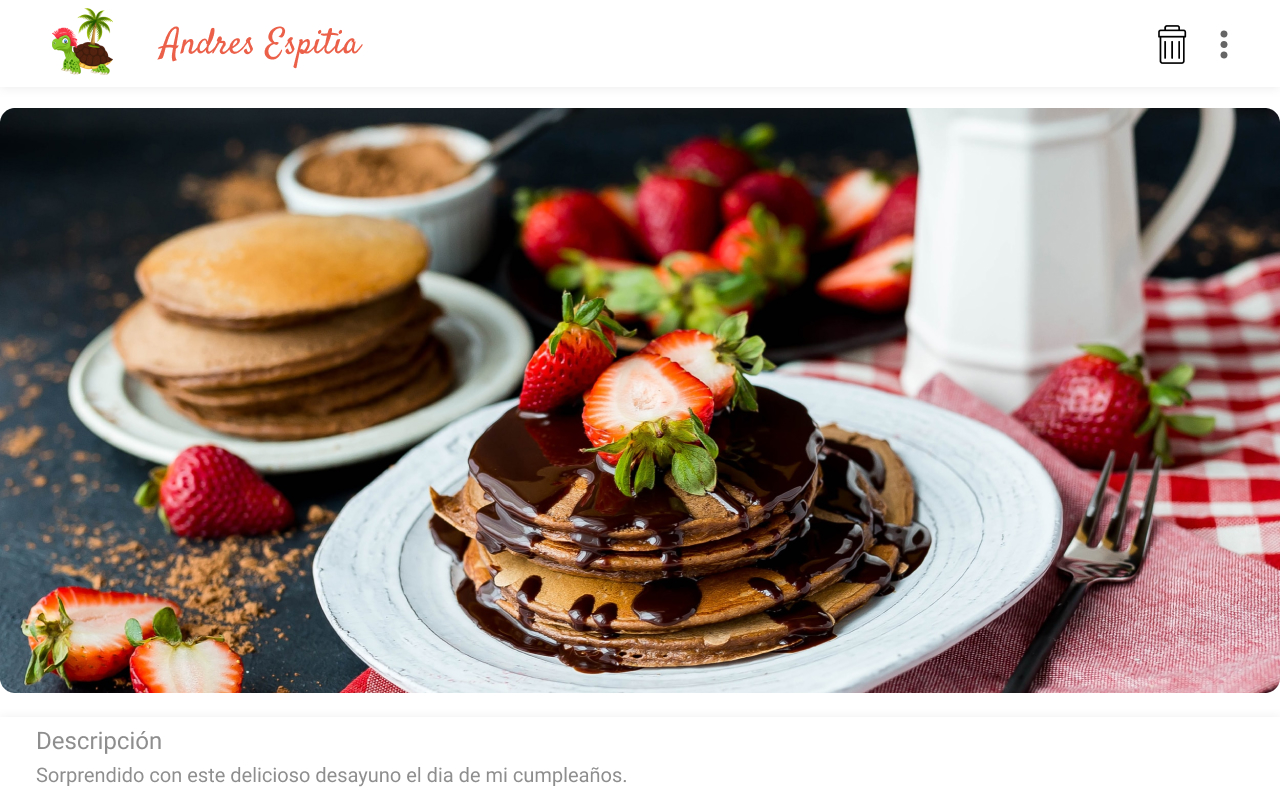 Andres Espitia
Descripción
Sorprendido con este delicioso desayuno el dia de mi cumpleaños.